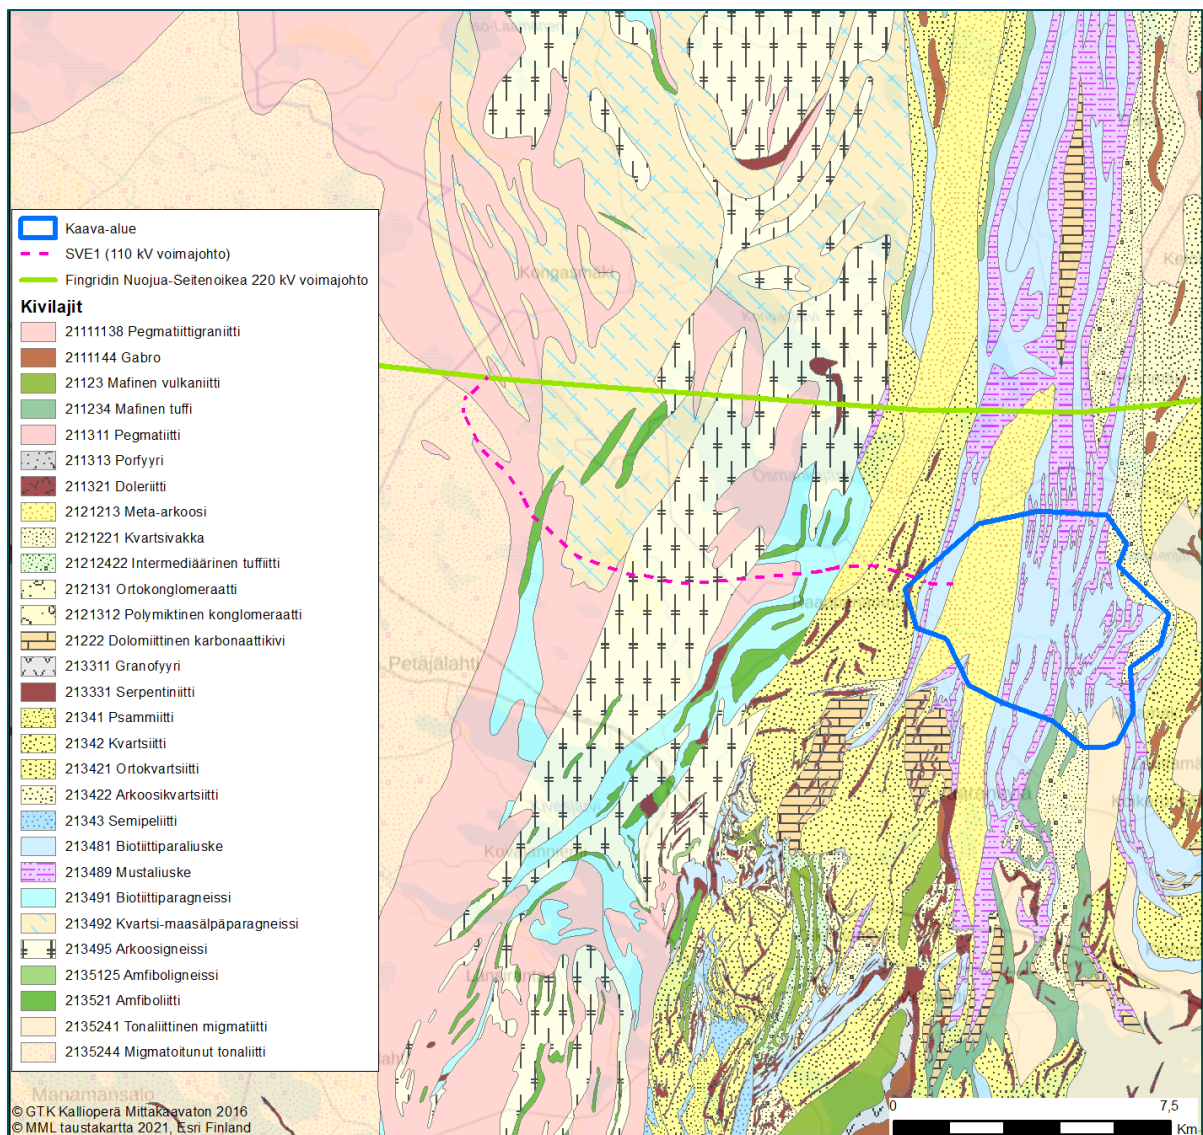 Iso-Laamanen
Kongasmäki
Kongasjärvi
Petäjälahti
Manamansalo
Kaava-alue
SVE1 (110 kV voimajohto)
Fingridin Nuojua-Seitenoikea 220 kV voimajohto
Kivilajit
21111138 Pegmatiittigraniitti
2111144 Gabro
21123 Mafinen vulkaniitti
211234 Mafinen tuffi
211311 Pegmatiitti
211313 Porfyyri
211321 Doleriitti
2121213 Meta-arkoosi
2121221 Kvartsivakka
21212422 Intermediäärinen tuffiitti
212131 Ortokonglomeraatti
2121312 Polymiktinen konglomeraatti
21222 Dolomiittinen karbonaattikivi
213311 Granofyyri
213331 Serpentiniitti
21341 Psammiitti
21342 Kvartsiitti
213421 Ortokvartsiitti
213422 Arkoosikvartsiitti
21343 Semipeliitti
213481 Biotiittiparaliuske
213489 Mustaliuske
213491 Biotiittiparagneissi
213492 Kvartsi-maasälpäparagneissi
213495 Arkoosigneissi
2135125 Amfiboligneissi
213521 Amfiboliitti
2135241 Tonaliittinen migmatiitti
2135244 Migmatoitunut tonaliitti
© GTK Kallioperä Mittakaavaton 2016
© MML taustakartta 2021, Esri Finland
0 7,5
Km